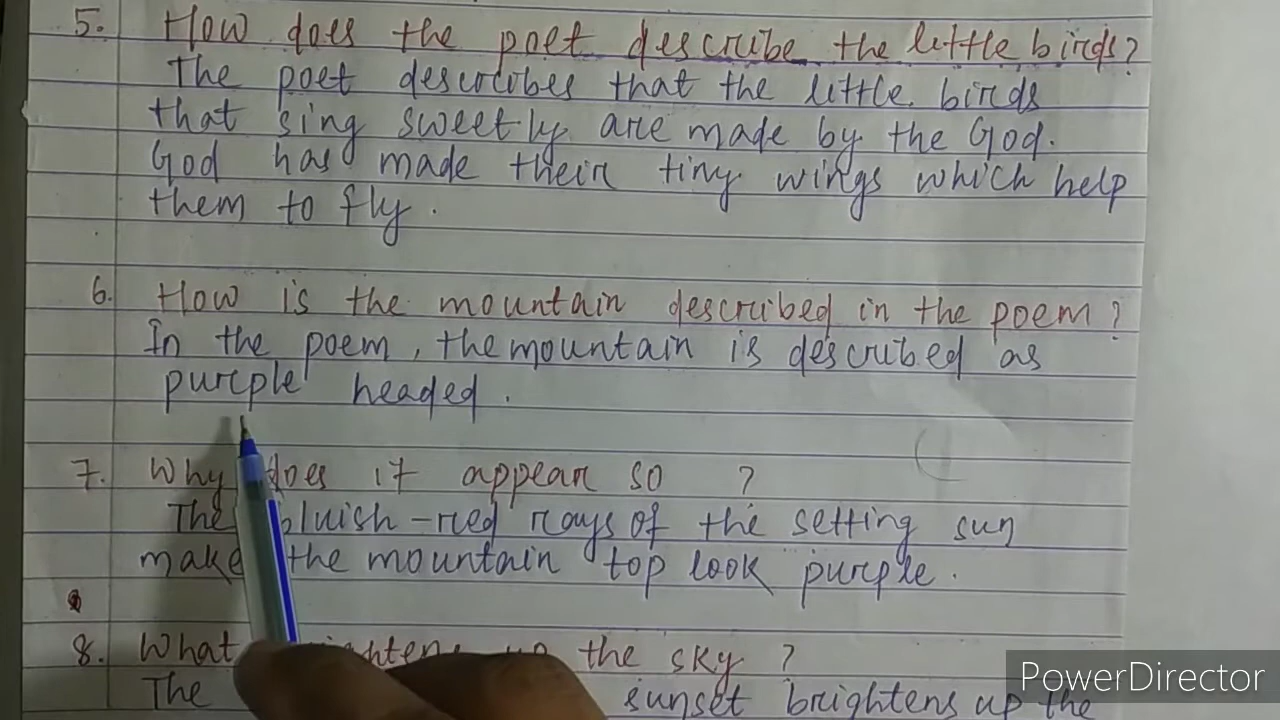 5. How does the poet describe the little birds?
The poet describes that the little birds
that sing sweetly are made by the God.
God has made their tiny wings which help
them to fly.
6. How is the mountain described in the poem?
In the poem, the mountain is described as
purple headed.
7. Why does it appear so ?
The bluish-red rays of the setting sun
make the mountain top look purple.
8. What up the sky ?
The sunset brightens up the
PowerDirector